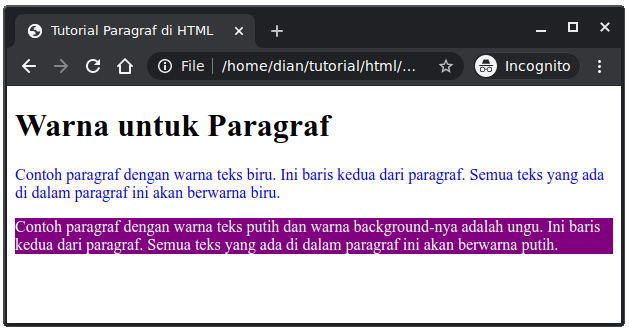 Tutorial Paragraf di HTML
File | /home/dian/tutorial/html/... Incognito
Warna untuk Paragraf
Contoh paragraf dengan warna teks biru. Ini baris kedua dari paragraf. Semua teks yang ada
di dalam paragraf ini akan berwarna biru.
Contoh paragraf dengan warna teks putih dan warna background-nya adalah ungu. Ini baris
kedua dari paragraf. Semua teks yang ada di dalam paragraf ini akan berwarna putih.